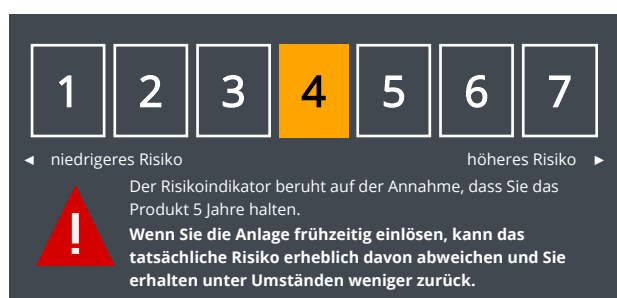 1 2 3 4 5 6 7
◄ niedrigeres Risiko höheres Risiko ►
Der Risikoindikator beruht auf der Annahme, dass Sie das
Produkt 5 Jahre halten.
Wenn Sie die Anlage frühzeitig einlösen, kann das
tatsächliche Risiko erheblich davon abweichen und Sie
erhalten unter Umständen weniger zurück.
!